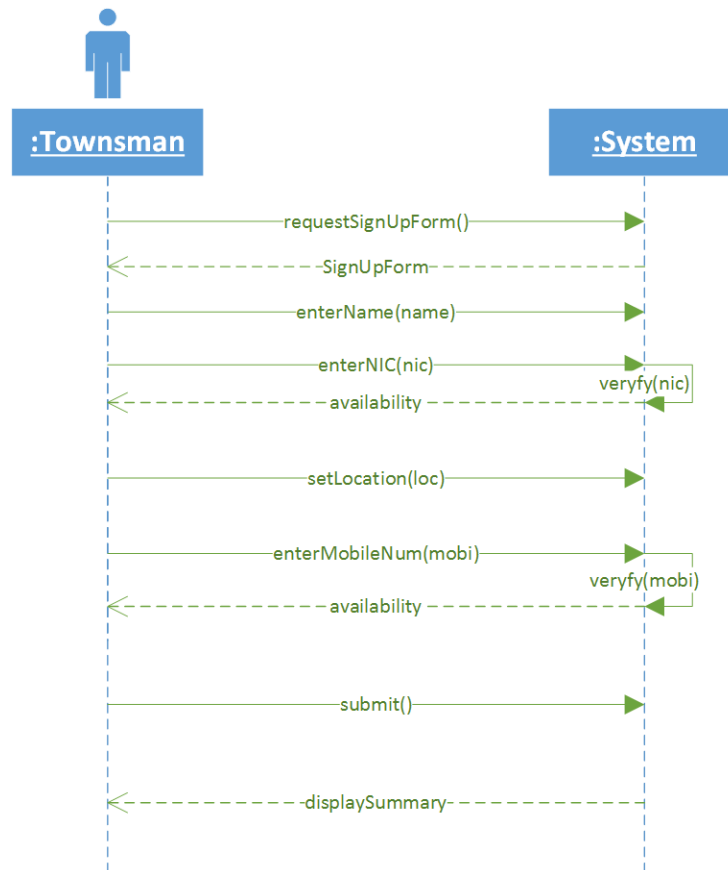 :Townsman
:System
requestSignUpForm()
SignUpForm
enterName(name)
enterNIC(nic)
veryfy(nic)
availability
setLocation(loc)
enterMobileNum(mobi)
veryfy(mobi)
availability
submit()
displaySummary